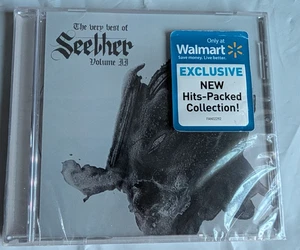 The very best of
Seether
Volume II
Only at
Walmart
Save money. Live better.
EXCLUSIVE
NEW
Hits-Packed
Collection!